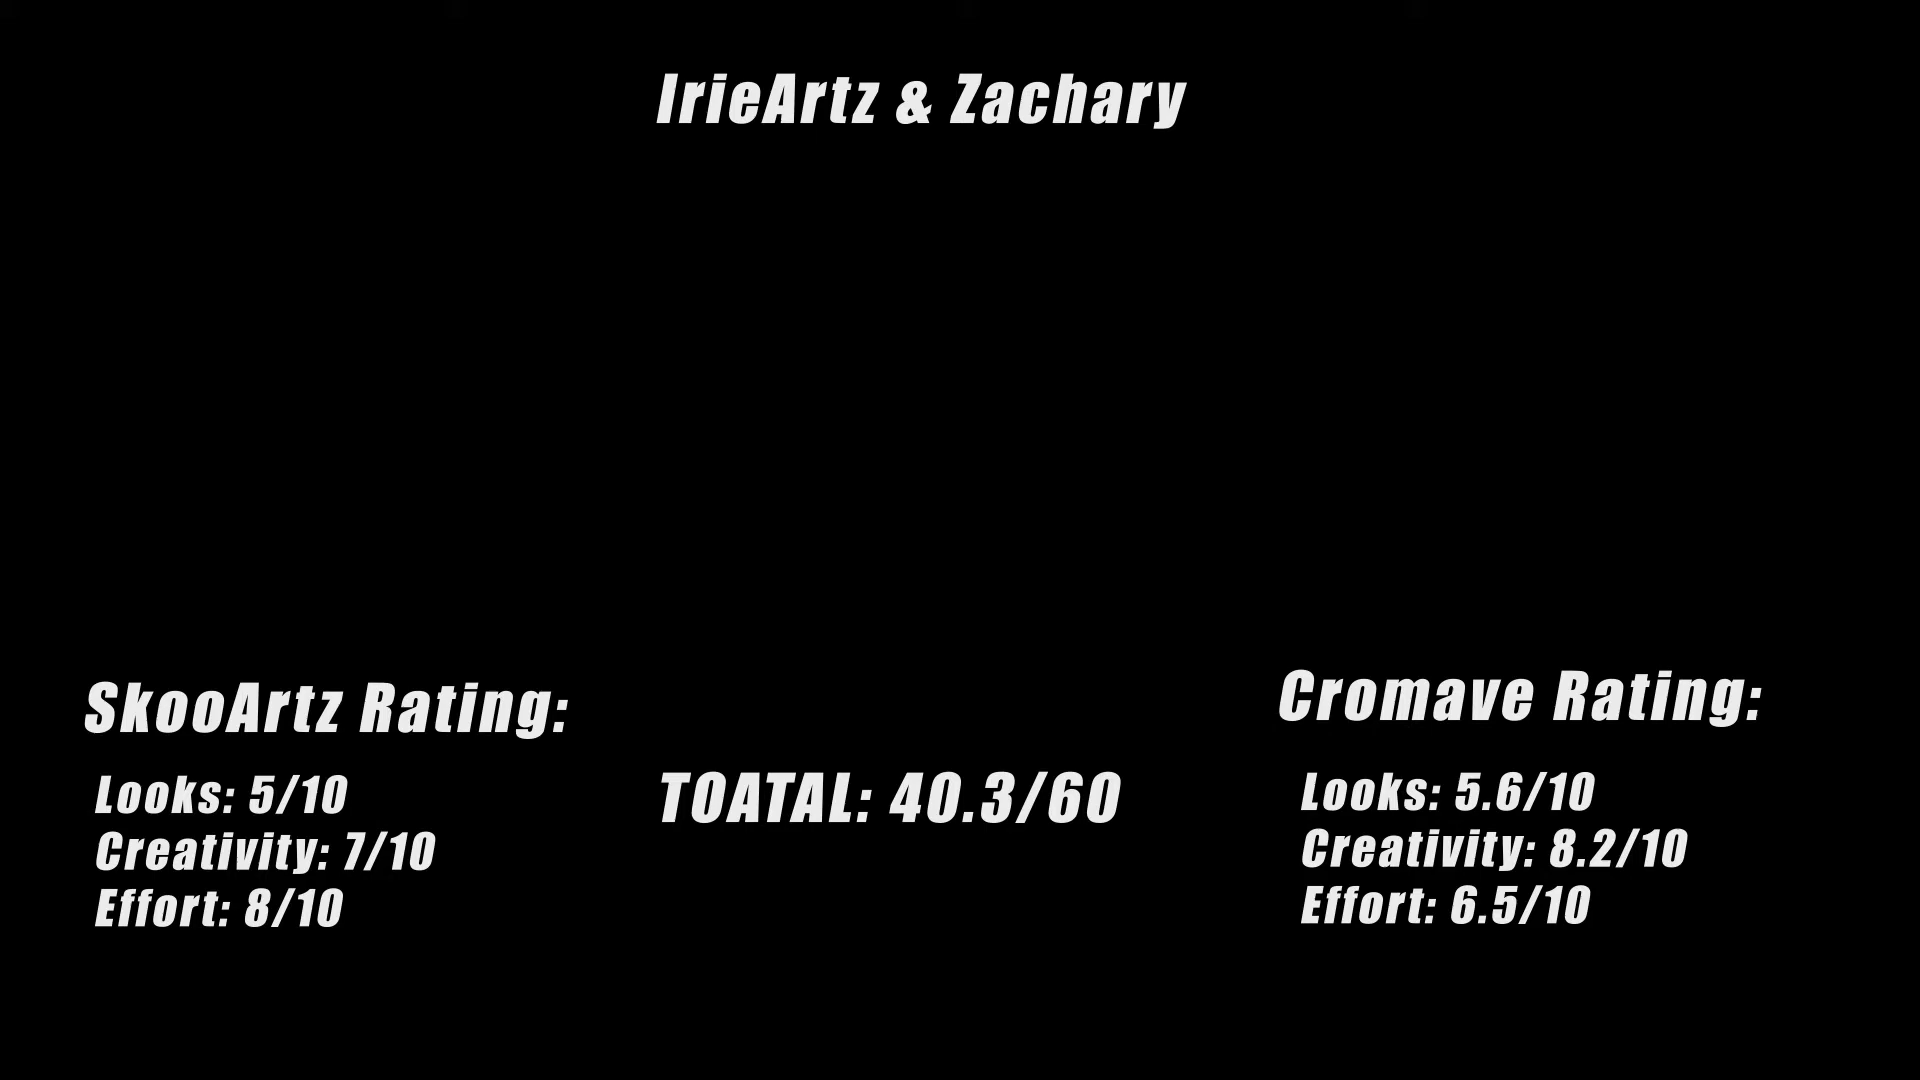 IrieArtz & Zachary
SkooArtz Rating:
Looks: 5/10
Creativity: 7/10
Effort: 8/10
TOATAL: 40.3/60
Cromave Rating:
Looks: 5.6/10
Creativity: 8.2/10
Effort: 6.5/10